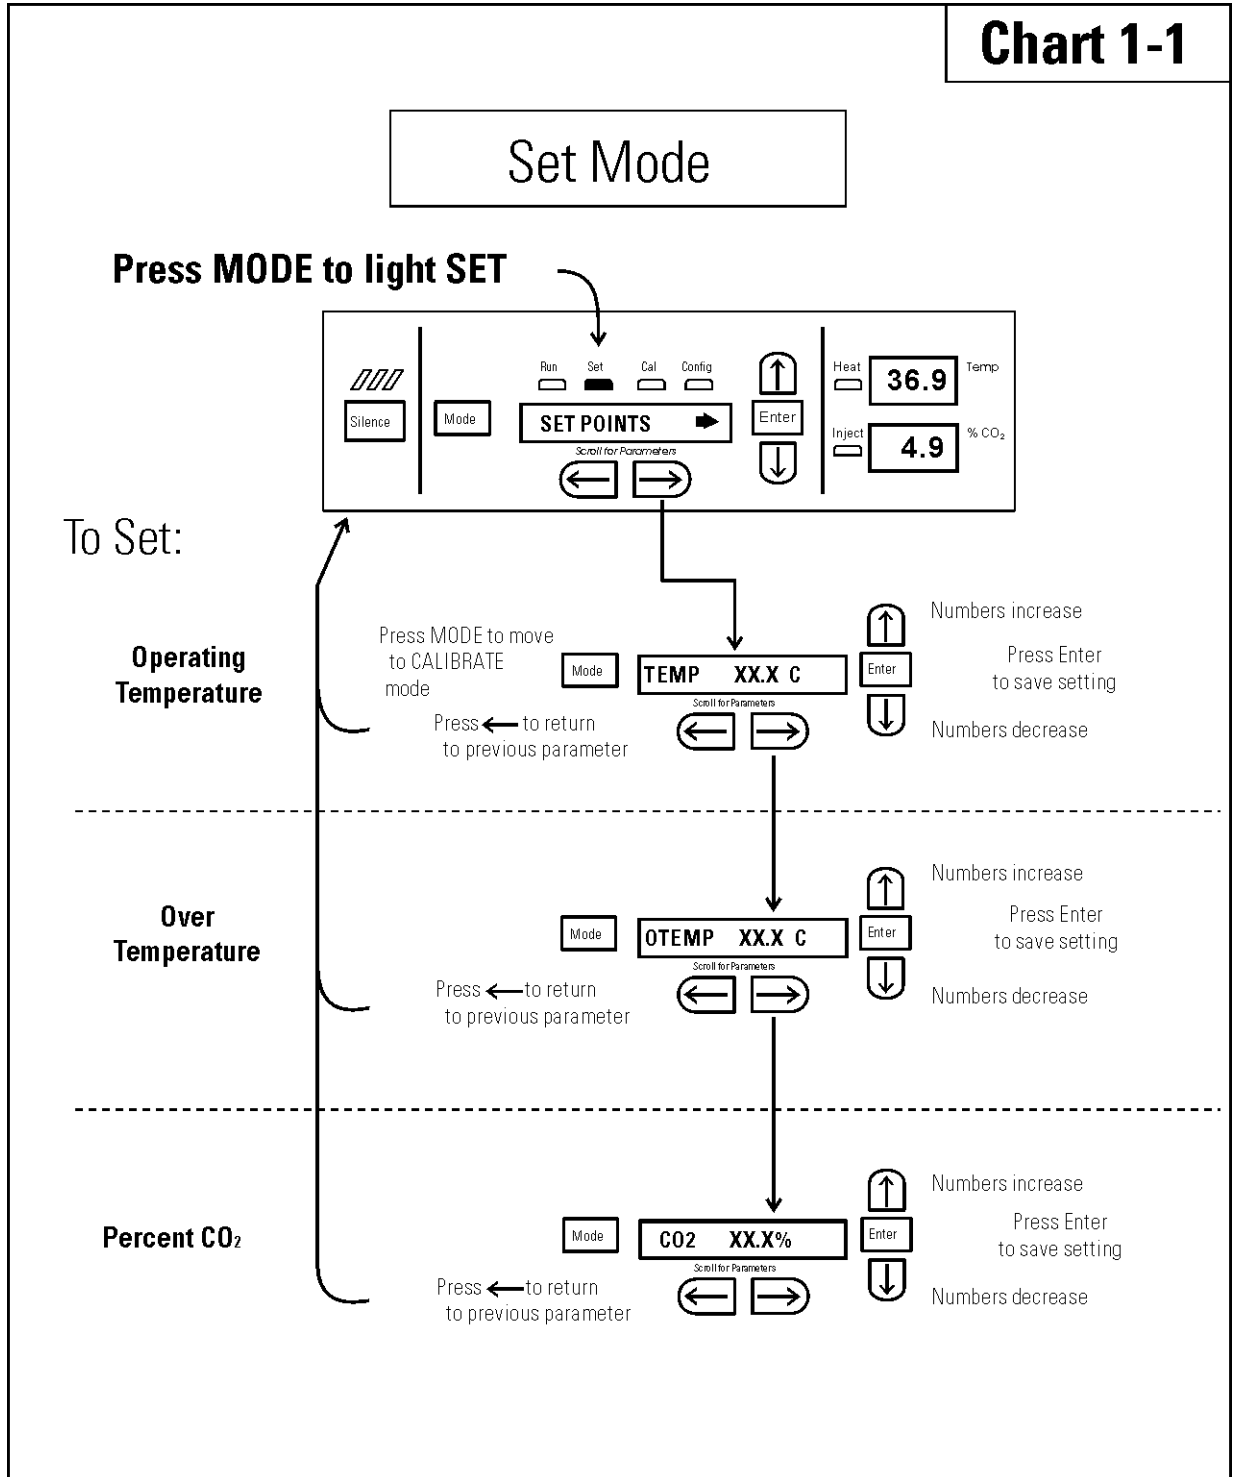 Chart 1-1
Set Mode
Press MODE to light SET
Run Set Cal Config
Heat 36.9 Temp
Silence Mode SET POINTS Enter
Inject 4.9 % CO2
Scroll for Parameters
To Set:
Operating
Temperature
Press MODE to move
to CALIBRATE
mode
Press ← to return
to previous parameter
Mode
TEMP XX.X C
Scroll for Parameters
Numbers increase
Enter
Press Enter
to save setting
Numbers decrease
Over
Temperature
Press ← to return
to previous parameter
Mode
OTEMP XX.X C
Scroll for Parameters
Numbers increase
Enter
Press Enter
to save setting
Numbers decrease
Percent CO2
Press ← to return
to previous parameter
Mode
CO2 XX.X%
Scroll for Parameters
Numbers increase
Enter
Press Enter
to save setting
Numbers decrease